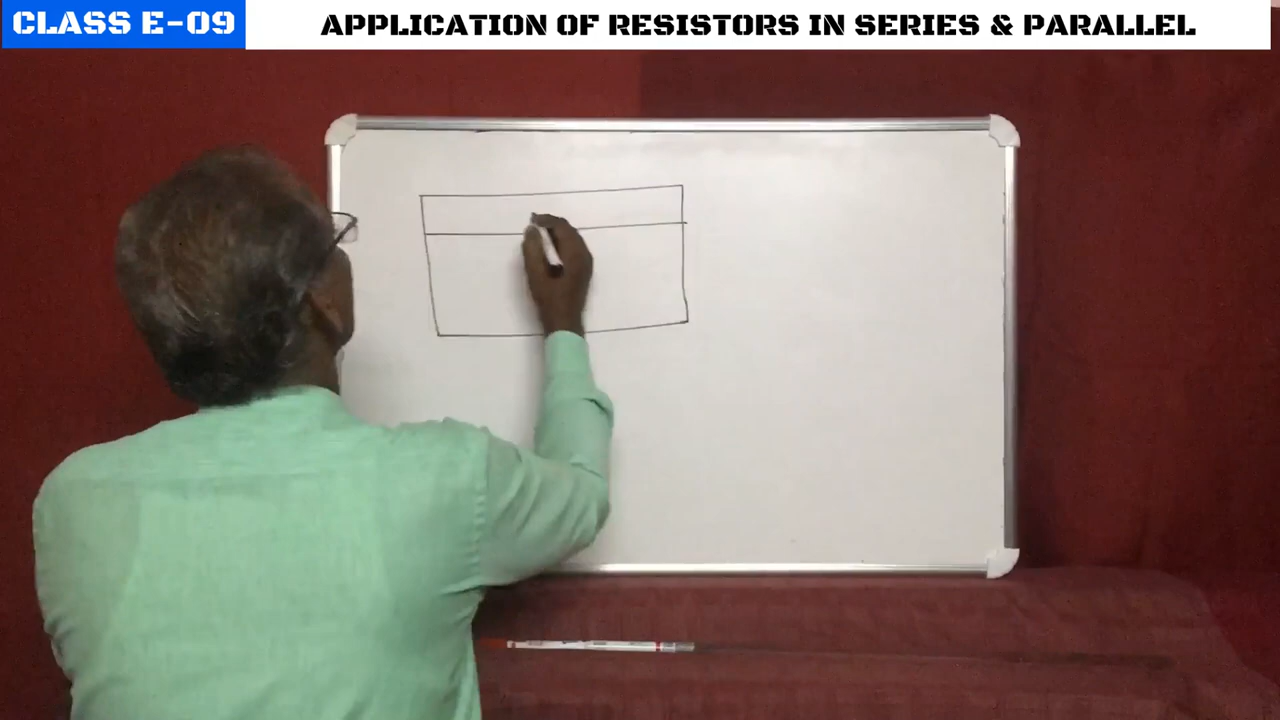 CLASS E-09
APPLICATION OF RESISTORS IN SERIES & PARALLEL